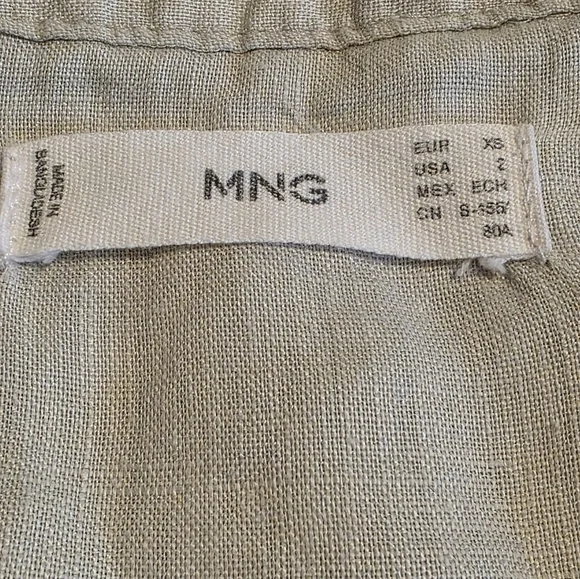 MADE IN
BANGLADESH
MNG
EUR XS
USA 2
MEX ECH
CN S-155/
80A